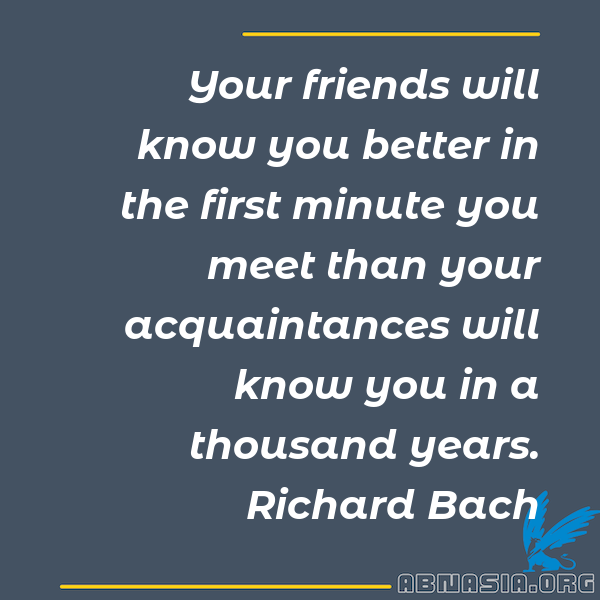 Your friends will
know you better in
the first minute you
meet than your
acquaintances will
know you in a
thousand years.
Richard Bach
ABNASIA.ORG